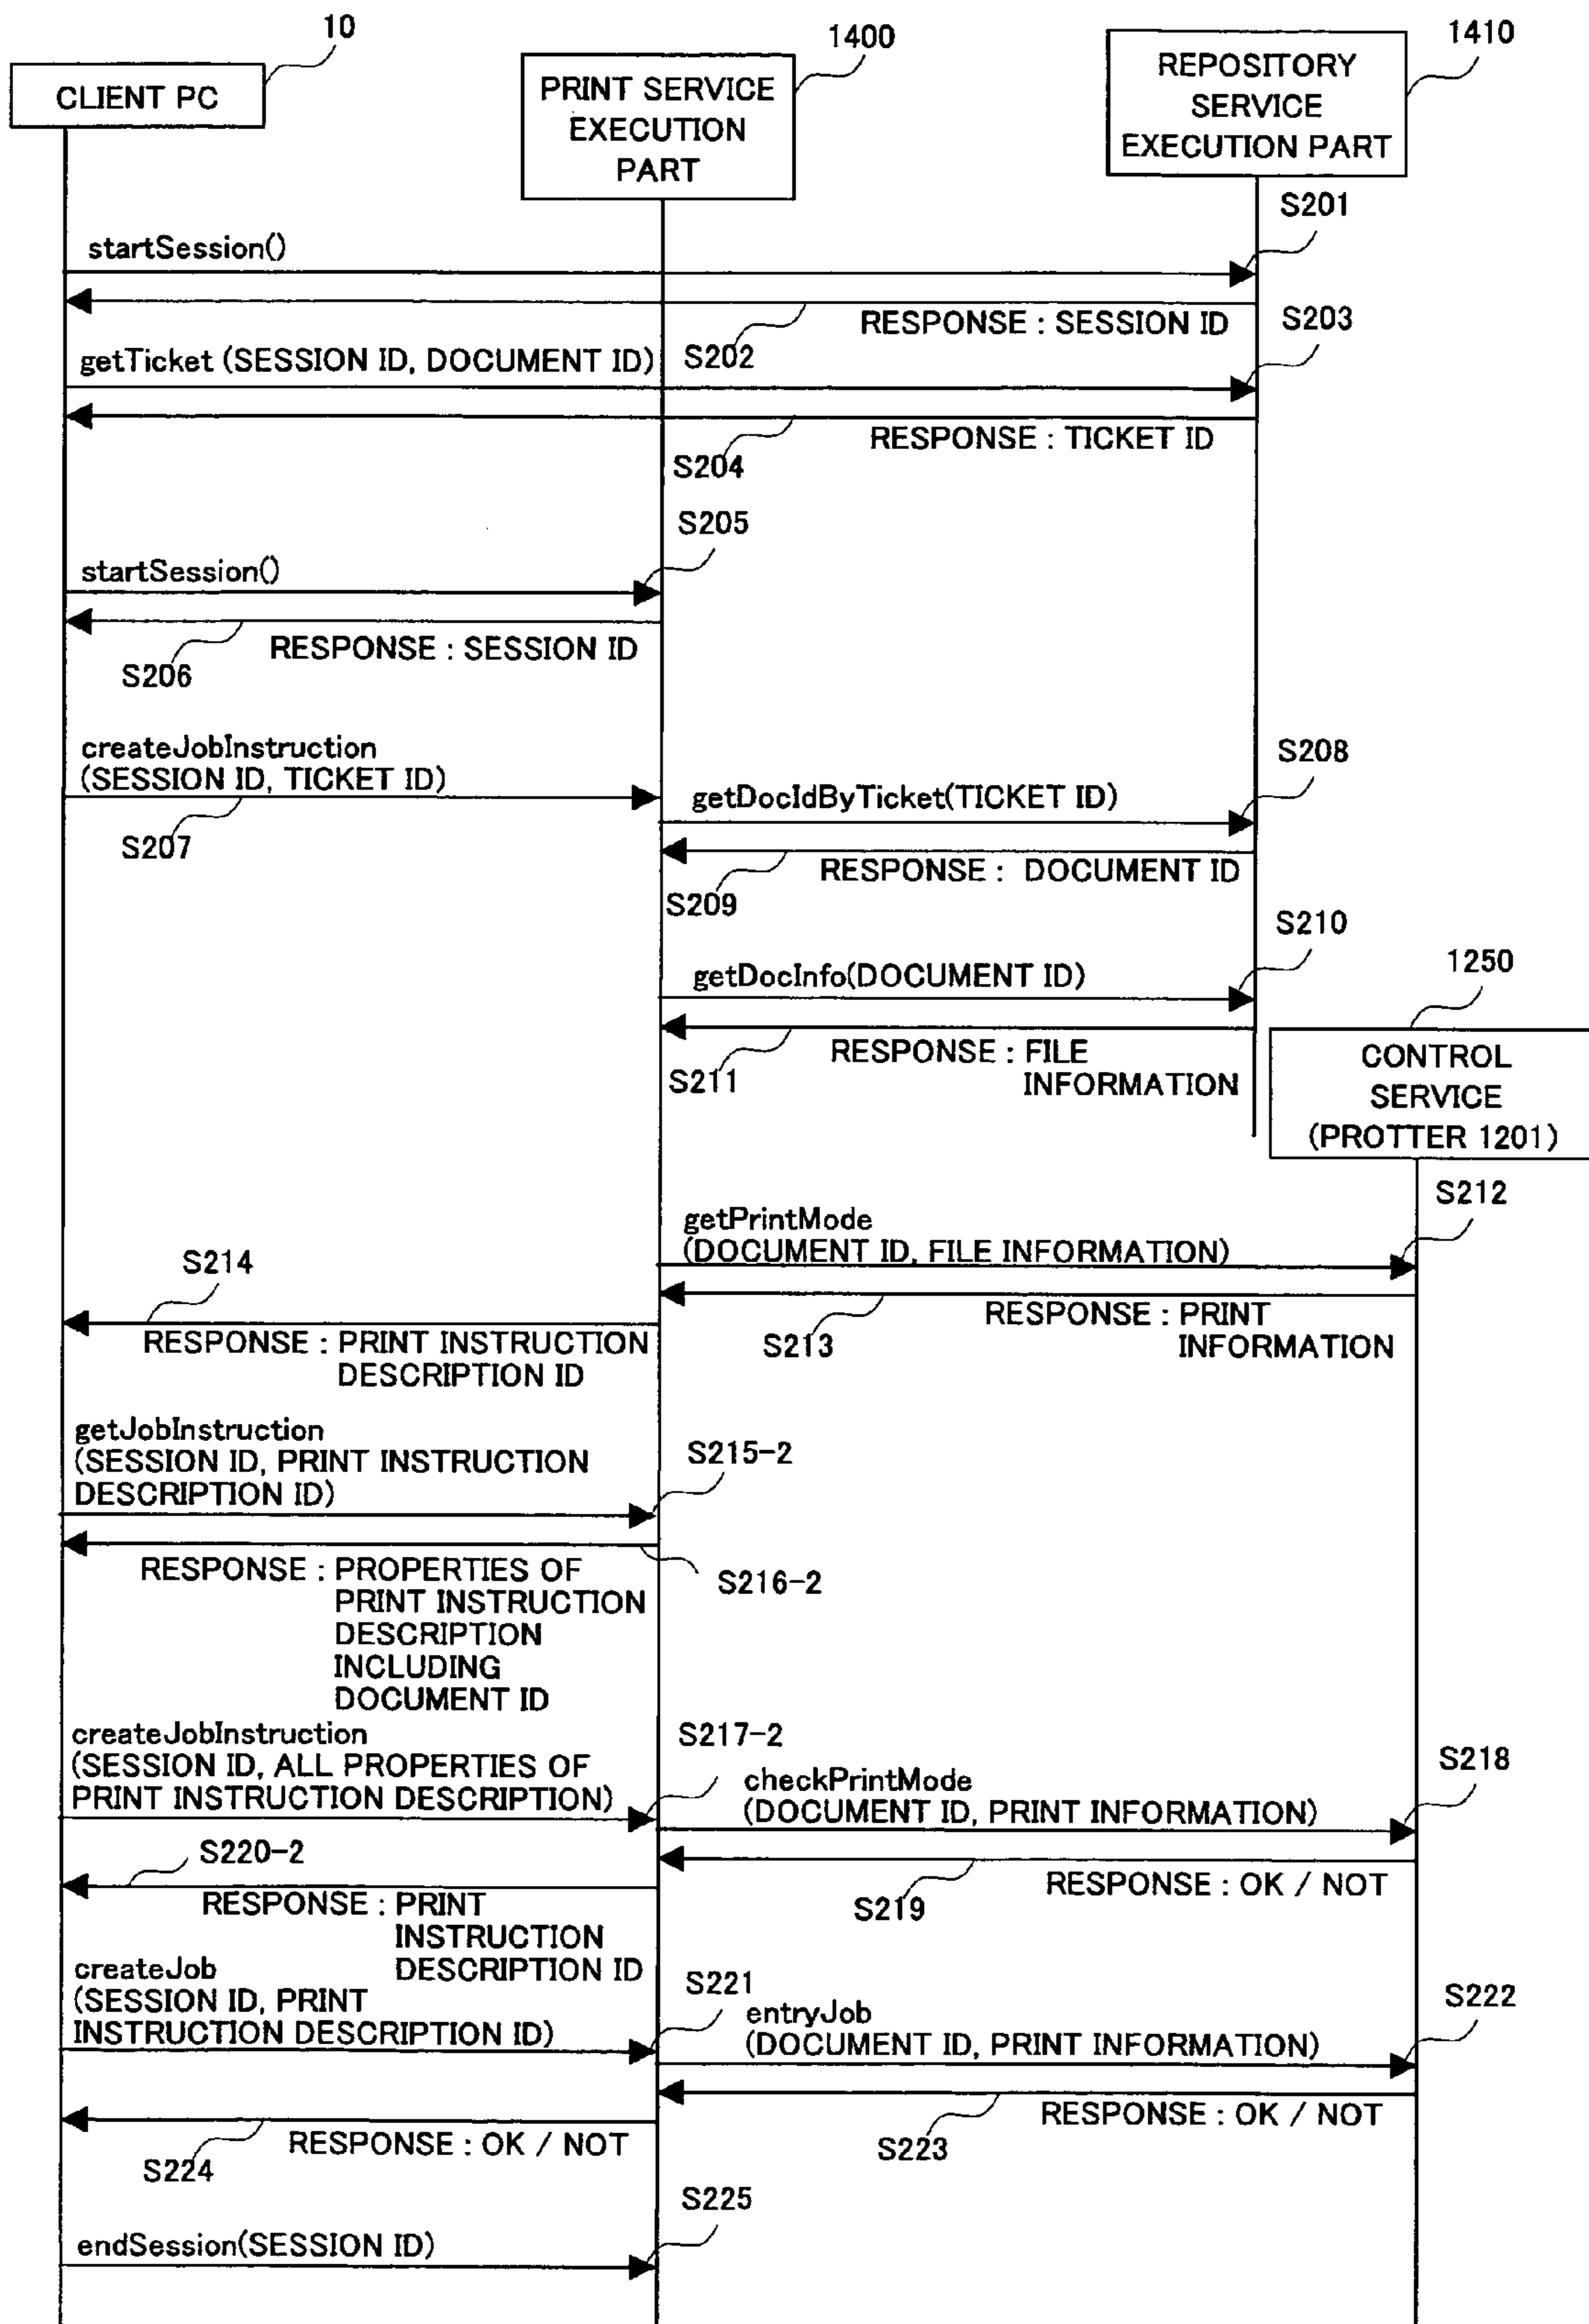 10
CLIENT PC
1400
PRINT SERVICE
EXECUTION
PART
1410
REPOSITORY
SERVICE
EXECUTION PART
S201
startSession()
RESPONSE : SESSION ID
S202
S203
getTicket (SESSION ID, DOCUMENT ID)
RESPONSE : TICKET ID
S204
S205
startSession()
RESPONSE : SESSION ID
S206
createJobInstruction
(SESSION ID, TICKET ID)
S207
S208
getDocIdByTicket(TICKET ID)
RESPONSE : DOCUMENT ID
S209
S210
getDocInfo(DOCUMENT ID)
RESPONSE : FILE
INFORMATION
S211
1250
CONTROL
SERVICE
(PROTTER 1201)
S212
getPrintMode
(DOCUMENT ID, FILE INFORMATION)
RESPONSE : PRINT
INFORMATION
S213
S214
RESPONSE : PRINT INSTRUCTION
DESCRIPTION ID
getJobInstruction
(SESSION ID, PRINT INSTRUCTION
DESCRIPTION ID)
S215-2
RESPONSE : PROPERTIES OF
PRINT INSTRUCTION
DESCRIPTION
INCLUDING
DOCUMENT ID
S216-2
createJobInstruction
(SESSION ID, ALL PROPERTIES OF
PRINT INSTRUCTION DESCRIPTION)
S217-2
checkPrintMode
(DOCUMENT ID, PRINT INFORMATION)
S218
RESPONSE : OK / NOT
S219
S220-2
RESPONSE : PRINT
INSTRUCTION
DESCRIPTION ID
createJob
(SESSION ID, PRINT
INSTRUCTION DESCRIPTION ID)
S221
entryJob
(DOCUMENT ID, PRINT INFORMATION)
S222
RESPONSE : OK / NOT
S223
RESPONSE : OK / NOT
S224
S225
endSession(SESSION ID)